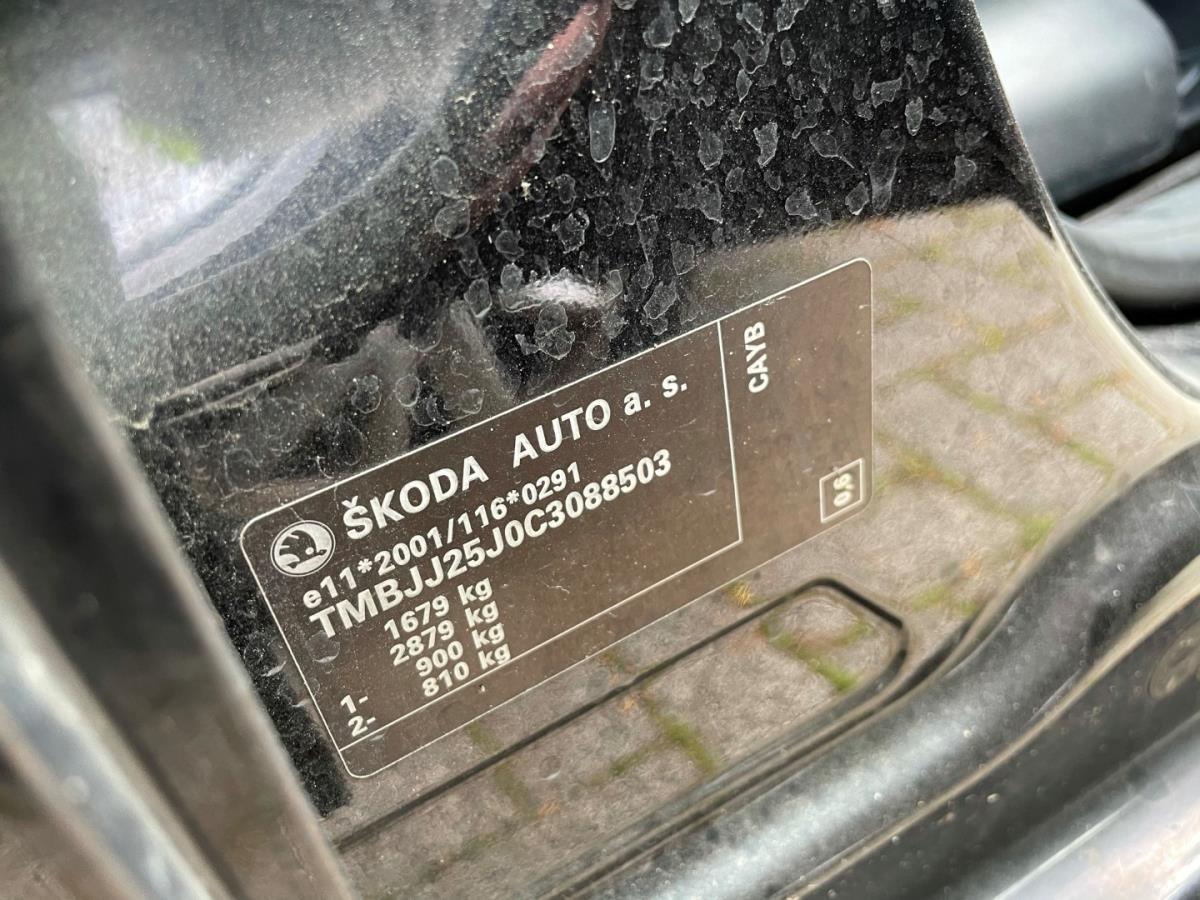 ŠKODA AUTO a. s.
e11*2001/116*0291
TMBJJ25J0C3088503
1679 kg
2879 kg
1- 900 kg
2- 810 kg
CAYB
0.6